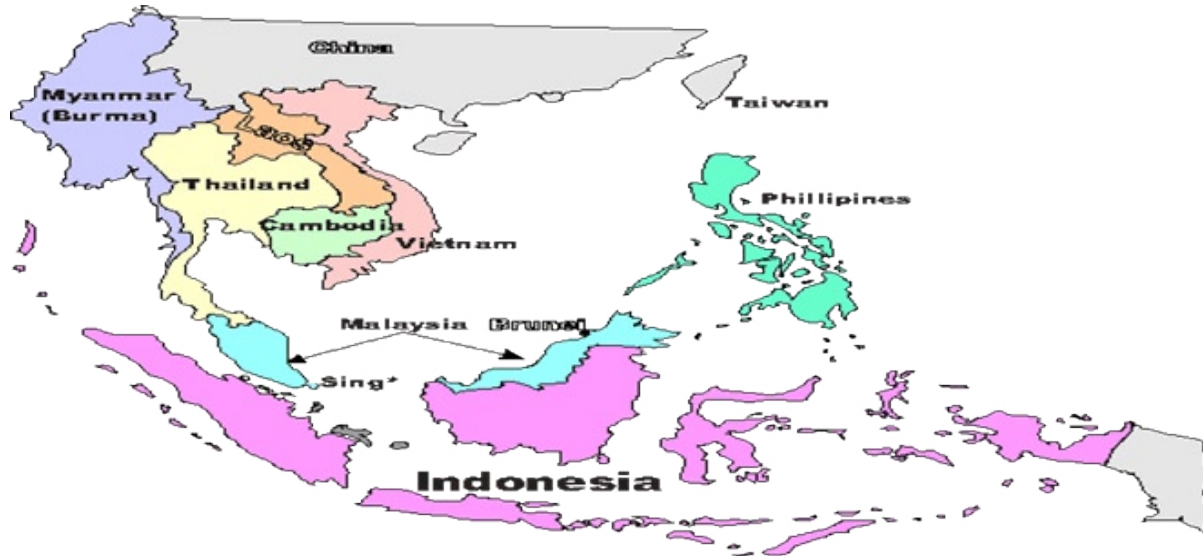 China
Myanmar
(Burma)
Taiwan
Laos
Thailand
Phillipines
Cambodia
Vietnam
Malaysia
Brunei
Sing*
Indonesia